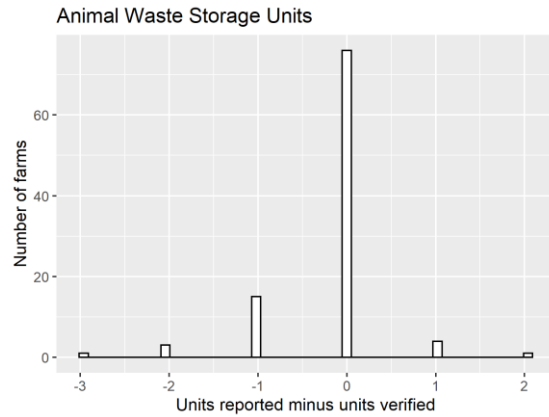 Animal Waste Storage Units
Number of farms
60
40
20
0
-3 -2 -1 0 1 2
Units reported minus units verified